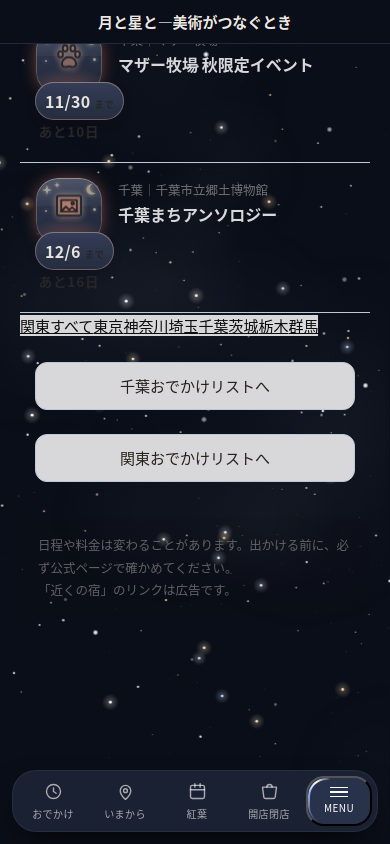 月と星と―美術がつなぐとき
マザー牧場 秋限定イベント
11/30 まで
あと10日
千葉｜千葉市立郷土博物館
千葉まちアンソロジー
12/6 まで
あと16日
関東すべて東京神奈川埼玉千葉茨城栃木群馬
千葉おでかけリストへ
関東おでかけリストへ
日程や料金は変わることがあります。出かける前に、必
ず公式ページで確かめてください。
「近くの宿」のリンクは広告です。
おでかけ
いまから
紅葉
開店閉店
MENU